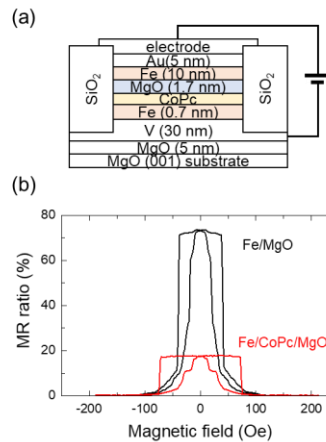 (a)
electrode
Au(5 nm)
Fe (10 nm)
MgO (1.7 nm)
CoPc
Fe (0.7 nm)
V (30 nm)
MgO (5 nm)
MgO (001) substrate
SiO2
SiO2
(b)
80
60
40
20
0
MR ratio (%)
Fe/MgO
Fe/CoPc/MgO
-200 -100 0 100 200
Magnetic field (Oe)